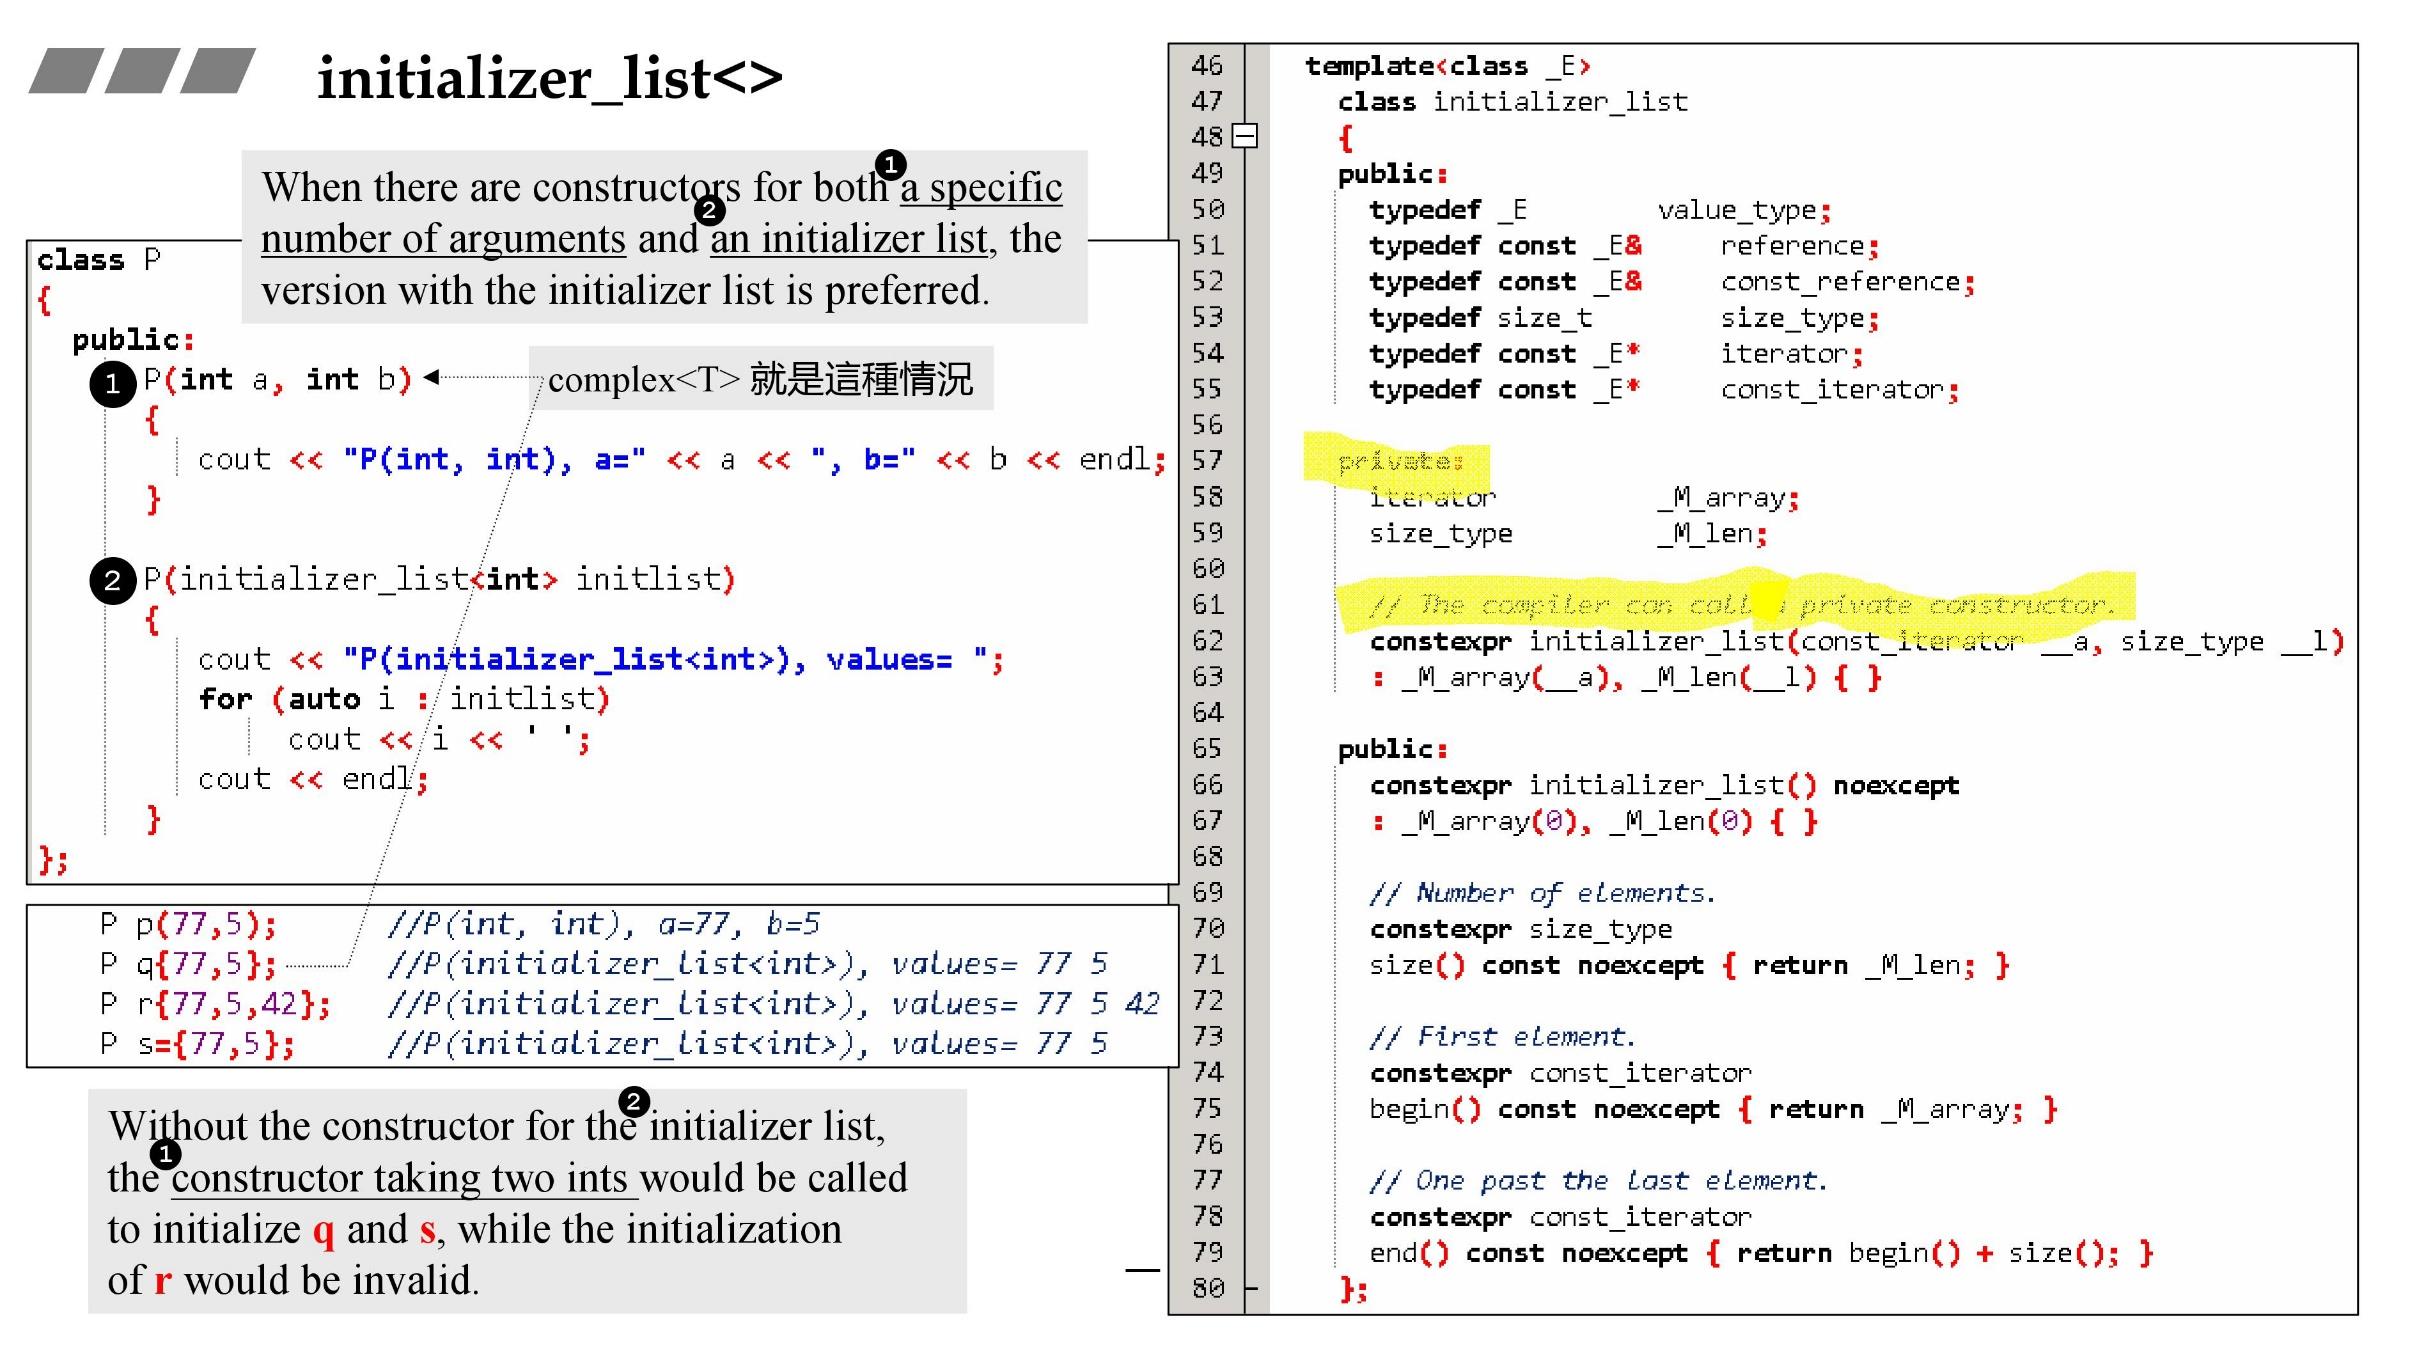 initializer_list<>
When there are constructors for both ❶a specific
number of arguments and ❷an initializer list, the
version with the initializer list is preferred.
class P
{
public:
❶ P(int a, int b)
complex<T> 就是這種情況
{
cout << "P(int, int), a=" << a << ", b=" << b << endl;
}
❷ P(initializer_list<int> initlist)
{
cout << "P(initializer_list<int>), values= ";
for (auto i : initlist)
cout << i << ' ';
cout << endl;
}
};
P p(77,5); //P(int, int), a=77, b=5
P q{77,5}; //P(initializer_list<int>), values= 77 5
P r{77,5,42}; //P(initializer_list<int>), values= 77 5 42
P s={77,5}; //P(initializer_list<int>), values= 77 5
Without the constructor for the ❷initializer list,
the ❶constructor taking two ints would be called
to initialize q and s, while the initialization
of r would be invalid.
46 template<class _E>
47 class initializer_list
48 {
49 public:
50 typedef _E value_type;
51 typedef const _E& reference;
52 typedef const _E& const_reference;
53 typedef size_t size_type;
54 typedef const _E* iterator;
55 typedef const _E* const_iterator;
56
57 private:
58 iterator _M_array;
59 size_type _M_len;
60
61 // The compiler can call private constructor.
62 constexpr initializer_list(const_iterator __a, size_type __l)
63 : _M_array(__a), _M_len(__l) { }
64
65 public:
66 constexpr initializer_list() noexcept
67 : _M_array(0), _M_len(0) { }
68
69 // Number of elements.
70 constexpr size_type
71 size() const noexcept { return _M_len; }
72
73 // First element.
74 constexpr const_iterator
75 begin() const noexcept { return _M_array; }
76
77 // One past the last element.
78 constexpr const_iterator
79 end() const noexcept { return begin() + size(); }
80 };